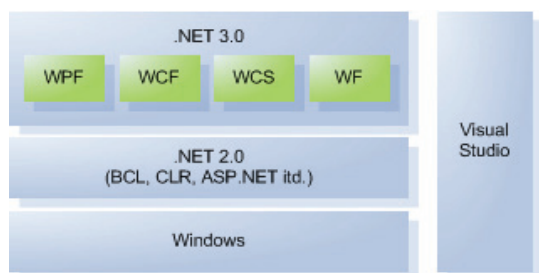 .NET 3.0
WPF
WCF
WCS
WF
.NET 2.0
(BCL, CLR, ASP.NET itd.)
Windows
Visual
Studio